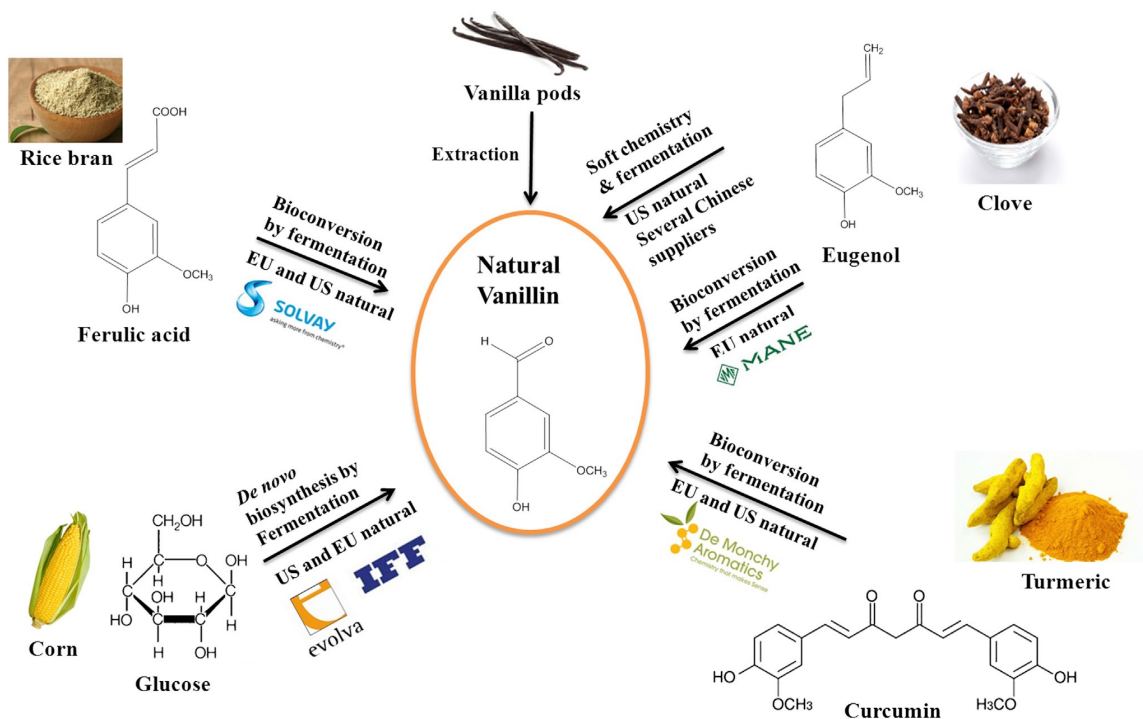 Vanilla pods
Extraction
Rice bran
COOH
OCH3
OH
Ferulic acid
Bioconversion
by fermentation
EU and US natural
SOLVAY
asking more from chemistry®
Natural
Vanillin
H
O
OCH3
OH
Soft chemistry
& fermentation
US natural
Several Chinese
suppliers
CH2
OCH3
OH
Eugenol
Clove
Bioconversion
by fermentation
EU natural
MANE
De novo
biosynthesis by
Fermentation
US and EU natural
evolva
IFF
Corn
CH2OH
C
O
H
H
H
OH
C
C
OH
H
HO
H
C
C
H
OH
Glucose
Bioconversion
by fermentation
EU and US natural
De Monchy
Aromatics
Chemistry that makes Sense
Turmeric
O
O
HO
OCH3
H3CO
OH
Curcumin